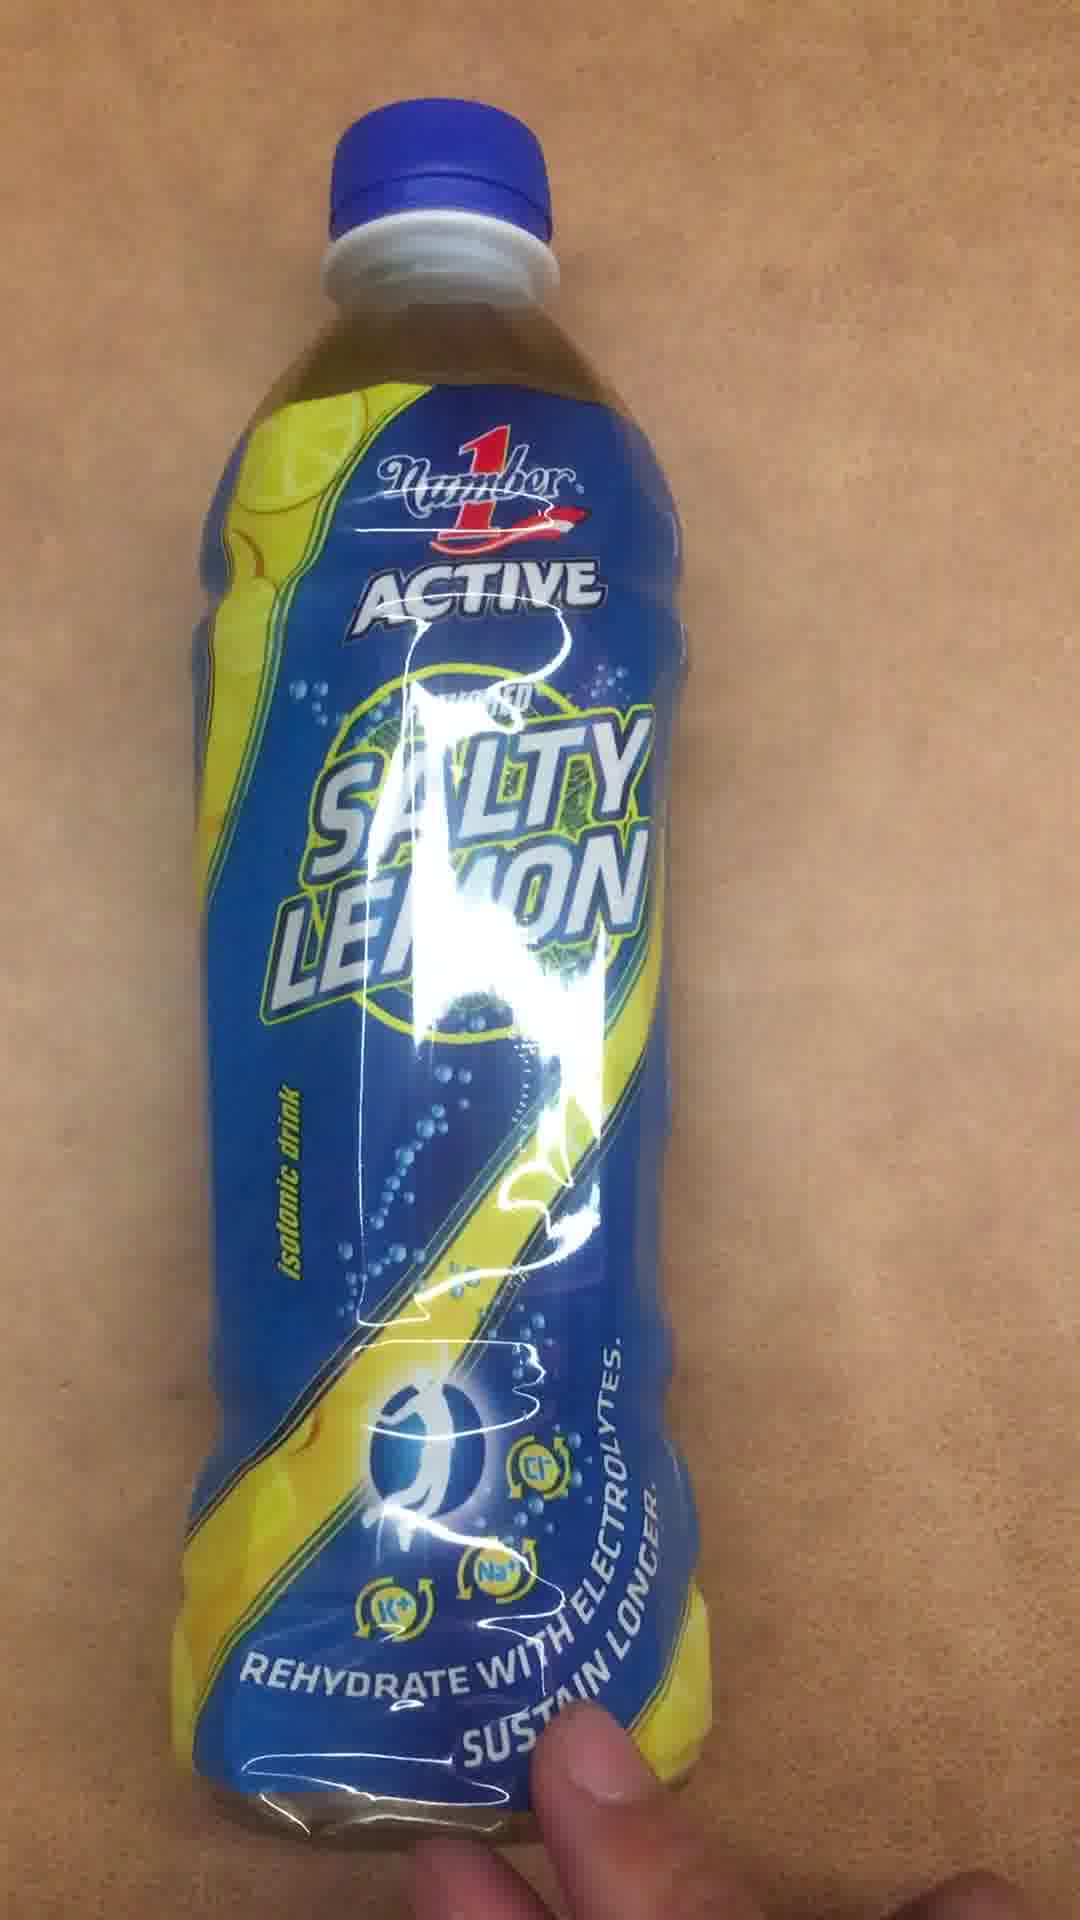 Number 1
ACTIVE
SALTY
LEMON
isotonic drink
Cl-
Na+
K+
REHYDRATE WITH ELECTROLYTES.
SUSTAIN LONGER.